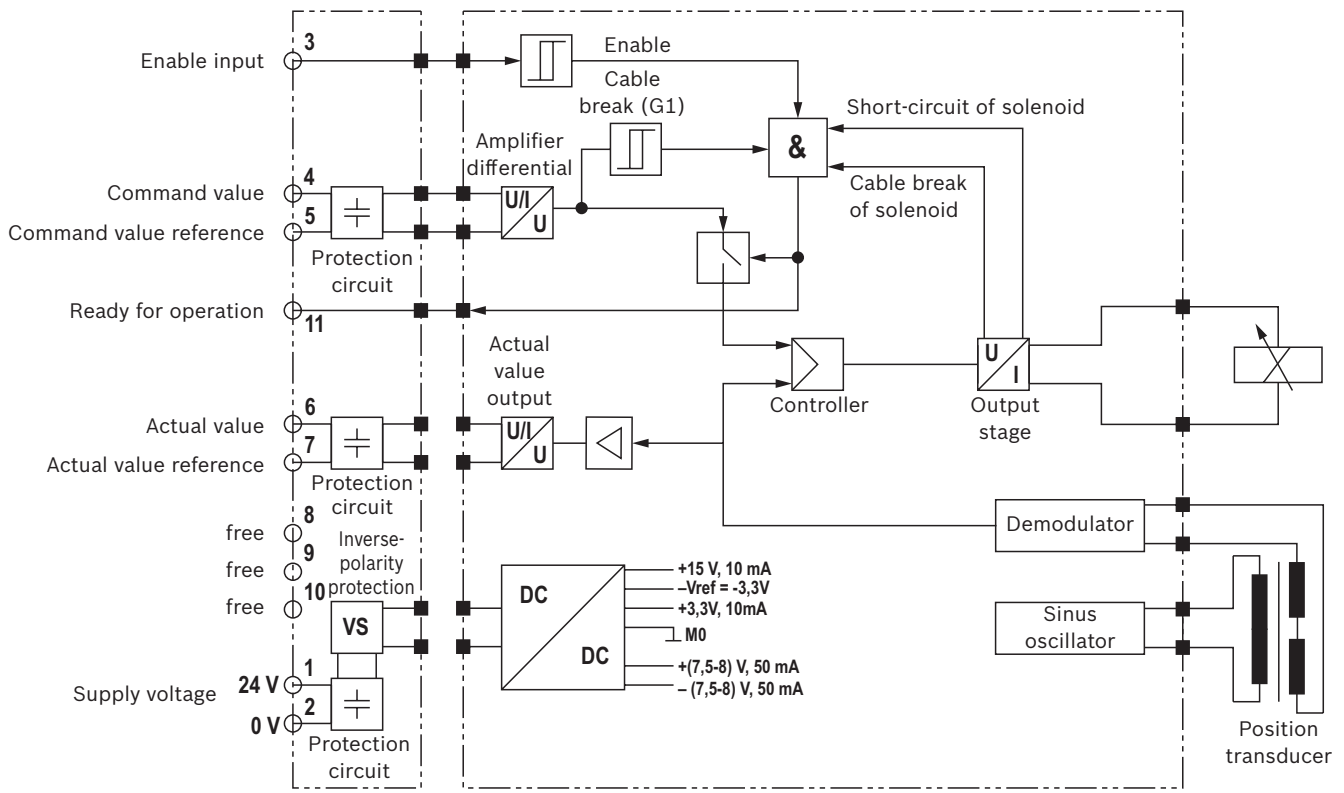 3
Enable input
Enable
Cable
break (G1)
Short-circuit of solenoid
Amplifier
differential
&
Cable break
of solenoid
4
Command value
U/I
U
5
Command value reference
Protection
circuit
Ready for operation
11
Actual
value
output
U
I
Controller
Output
stage
6
Actual value
U/I
U
7
Actual value reference
Protection
circuit
8
free
9
free
10
free
Inverse-
polarity
protection
VS
DC
DC
+15 V, 10 mA
–Vref = -3,3V
+3,3V, 10mA
M0
+(7,5-8) V, 50 mA
– (7,5-8) V, 50 mA
Demodulator
Sinus
oscillator
Supply voltage
24 V
1
0 V
2
Protection
circuit
Position
transducer